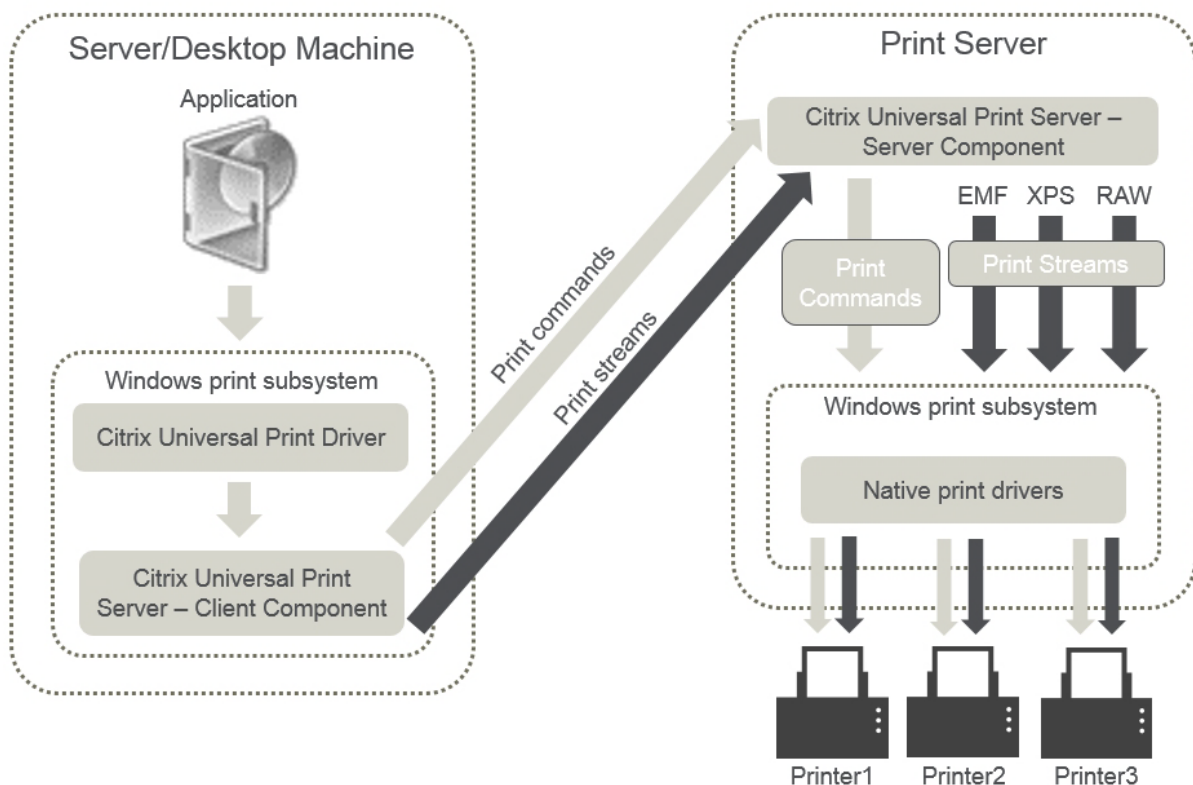 Server/Desktop Machine
Application
Windows print subsystem
Citrix Universal Print Driver
Citrix Universal Print
Server – Client Component
Print commands
Print streams
Print Server
Citrix Universal Print Server –
Server Component
EMF XPS RAW
Print
Commands
Print Streams
Windows print subsystem
Native print drivers
Printer1 Printer2 Printer3